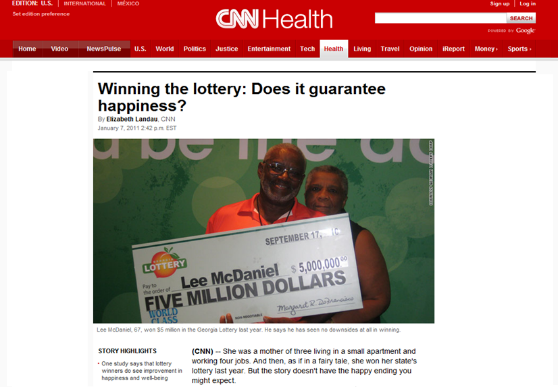 EDITION: U.S. INTERNATIONAL MÉXICO
Set edition preference
CNN Health
Sign up Log in
SEARCH
POWERED BY Google
Home Video NewsPulse U.S. World Politics Justice Entertainment Tech Health Living Travel Opinion iReport Money Sports
Winning the lottery: Does it guarantee
happiness?
By Elizabeth Landau, CNN
January 7, 2011 2:42 p.m. EST
d be the
SEPTEMBER 17,
LOTTERY
Pay to
the order of
Lee McDaniel $5,000,000.00
FIVE MILLION DOLLARS
WORLD
CLASS
Lee McDaniel, 67, won $5 million in the Georgia Lottery last year. He says he has seen no downsides at all in winning.
STORY HIGHLIGHTS
One study says that lottery
winners do see improvement in
happiness and well-being
(CNN) -- She was a mother of three living in a small apartment and
working four jobs. And then, as if in a fairy tale, she won her state's
lottery last year. But the story doesn't have the happy ending you
might expect.